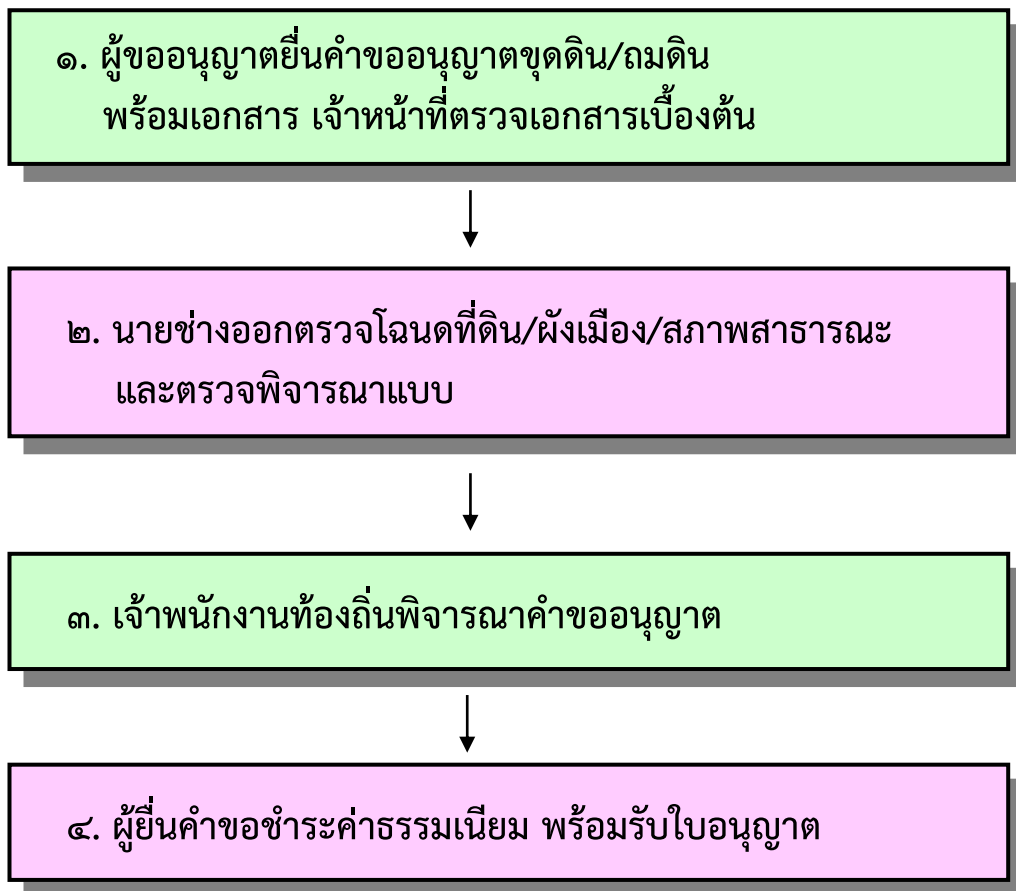 ๑. ผู้ขออนุญาตยื่นคำขออนุญาตขุดดิน/ถมดิน
พร้อมเอกสาร เจ้าหน้าที่ตรวจเอกสารเบื้องต้น
๒. นายช่างออกตรวจโฉนดที่ดิน/ผังเมือง/สภาพสาธารณะ
และตรวจพิจารณาแบบ
๓. เจ้าพนักงานท้องถิ่นพิจารณาคำขออนุญาต
๔. ผู้ยื่นคำขอชำระค่าธรรมเนียม พร้อมรับใบอนุญาต